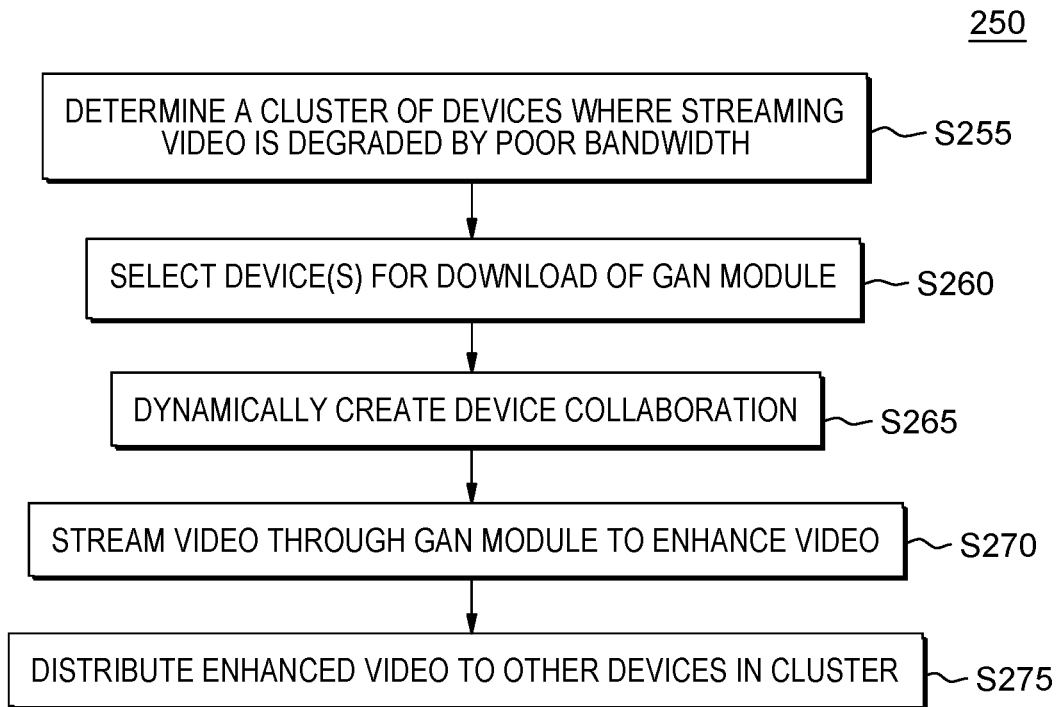 250
DETERMINE A CLUSTER OF DEVICES WHERE STREAMING
VIDEO IS DEGRADED BY POOR BANDWIDTH
S255
SELECT DEVICE(S) FOR DOWNLOAD OF GAN MODULE
S260
DYNAMICALLY CREATE DEVICE COLLABORATION
S265
STREAM VIDEO THROUGH GAN MODULE TO ENHANCE VIDEO
S270
DISTRIBUTE ENHANCED VIDEO TO OTHER DEVICES IN CLUSTER
S275